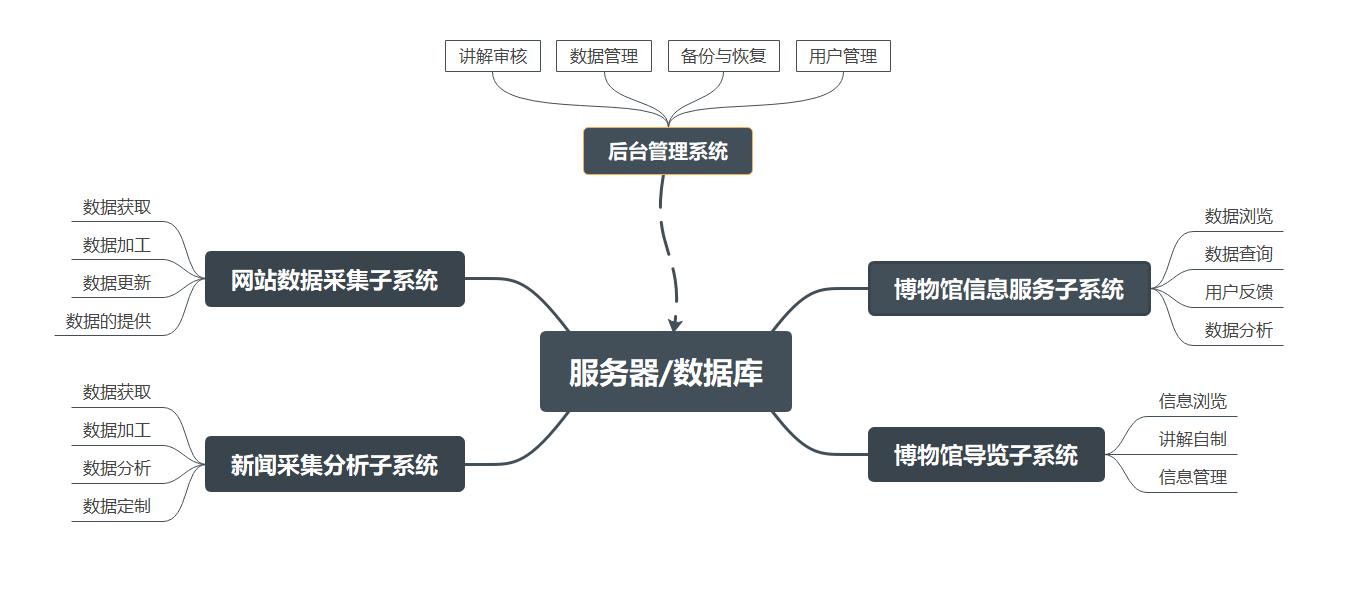 讲解审核
数据管理
备份与恢复
用户管理
后台管理系统
数据获取
数据加工
数据更新
数据的提供
网站数据采集子系统
数据浏览
数据查询
用户反馈
数据分析
博物馆信息服务子系统
服务器/数据库
数据获取
数据加工
数据分析
数据定制
新闻采集分析子系统
信息浏览
讲解自制
信息管理
博物馆导览子系统